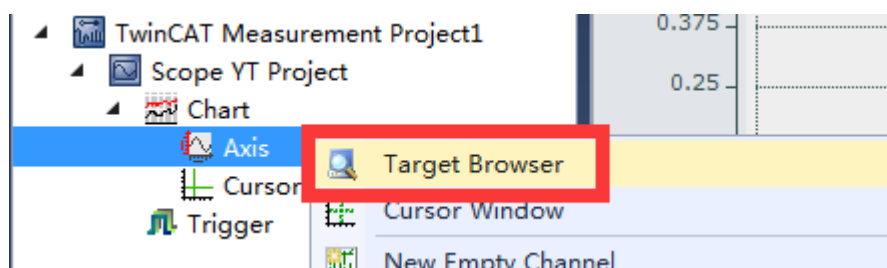 TwinCAT Measurement Project1
Scope YT Project
Chart
Axis
Cursor
Trigger
Target Browser
Cursor Window
New Empty Channel
0.375
0.25